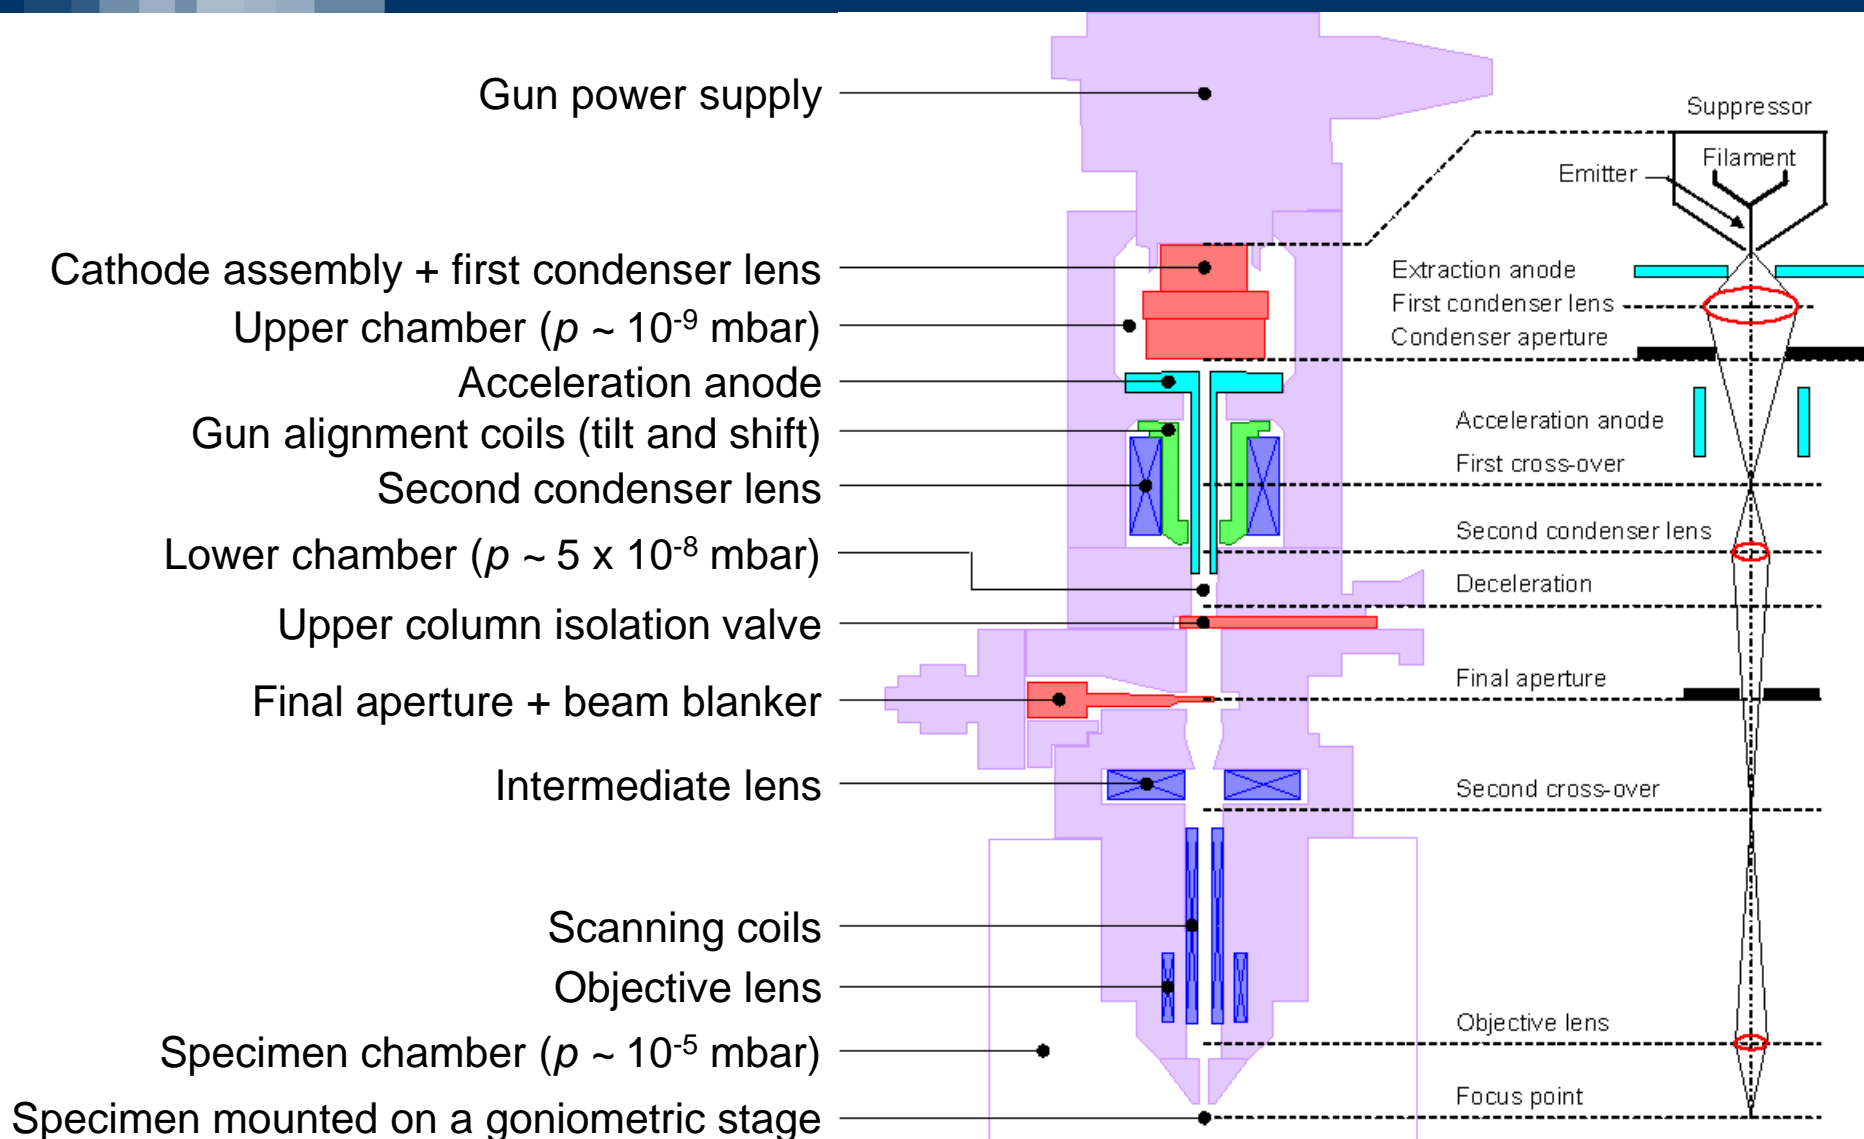 Gun power supply
Cathode assembly + first condenser lens
Upper chamber (p ~ 10⁻⁹ mbar)
Acceleration anode
Gun alignment coils (tilt and shift)
Second condenser lens
Lower chamber (p ~ 5 x 10⁻⁸ mbar)
Upper column isolation valve
Final aperture + beam blanker
Intermediate lens
Scanning coils
Objective lens
Specimen chamber (p ~ 10⁻⁵ mbar)
Specimen mounted on a goniometric stage
Suppressor
Filament
Emitter
Extraction anode
First condenser lens
Condenser aperture
Acceleration anode
First cross-over
Second condenser lens
Deceleration
Final aperture
Second cross-over
Objective lens
Focus point